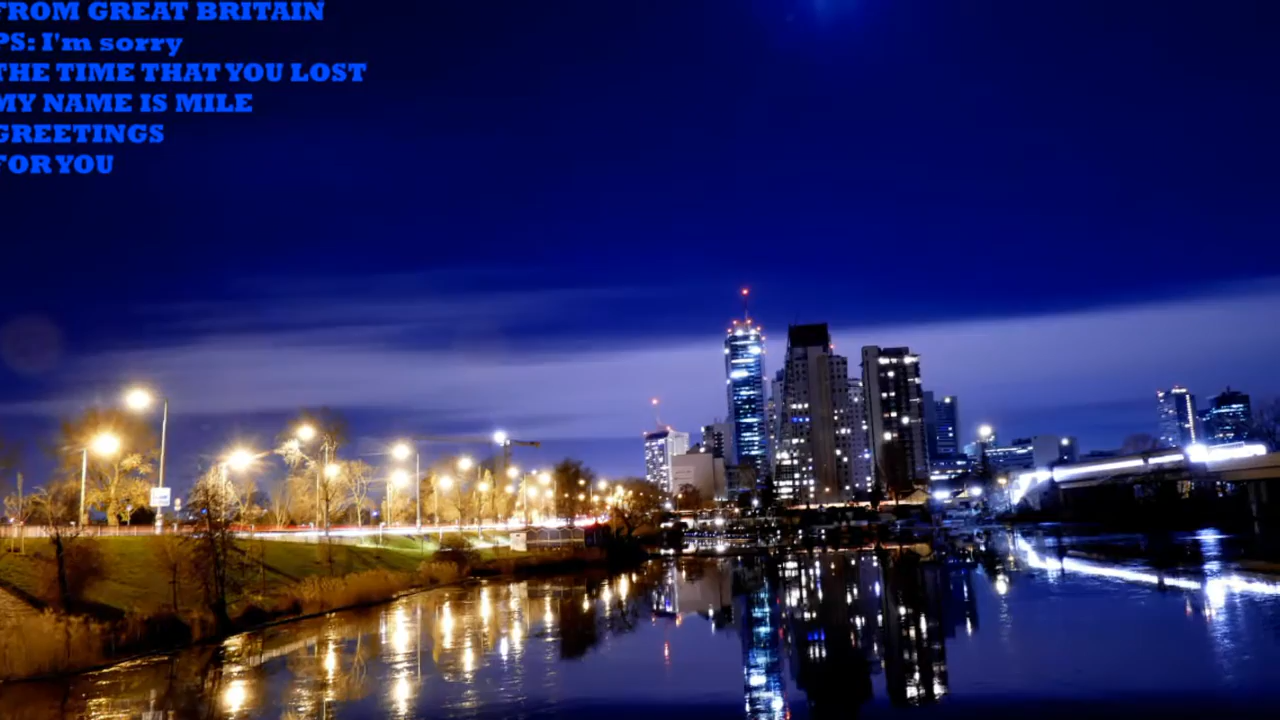 FROM GREAT BRITAIN
PS: I'm sorry
THE TIME THAT YOU LOST
MY NAME IS MILE
GREETINGS
FOR YOU